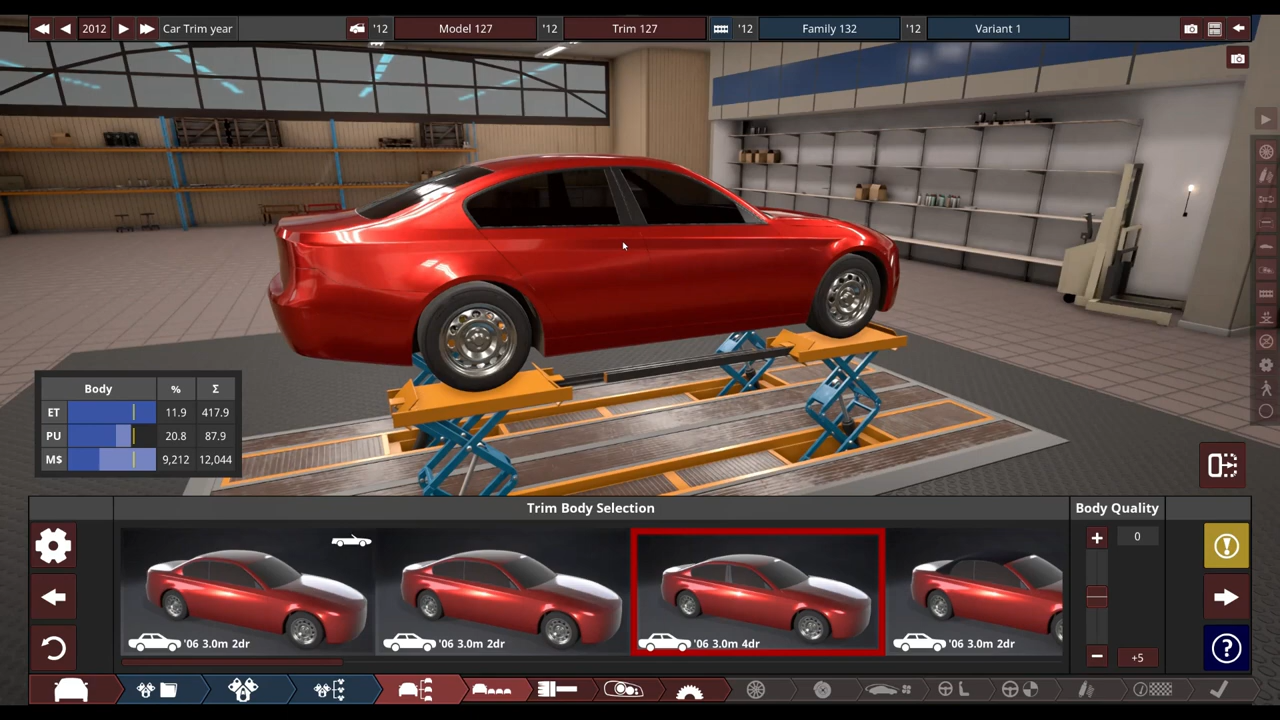 2012 Car Trim year '12 Model 127 '12 Trim 127 '12 Family 132 '12 Variant 1
Body % Σ
ET 11.9 417.9
PU 20.8 87.9
M$ 9,212 12,044
Trim Body Selection Body Quality
+ 0
'06 3.0m 2dr '06 3.0m 2dr '06 3.0m 4dr '06 3.0m 2dr
- +5